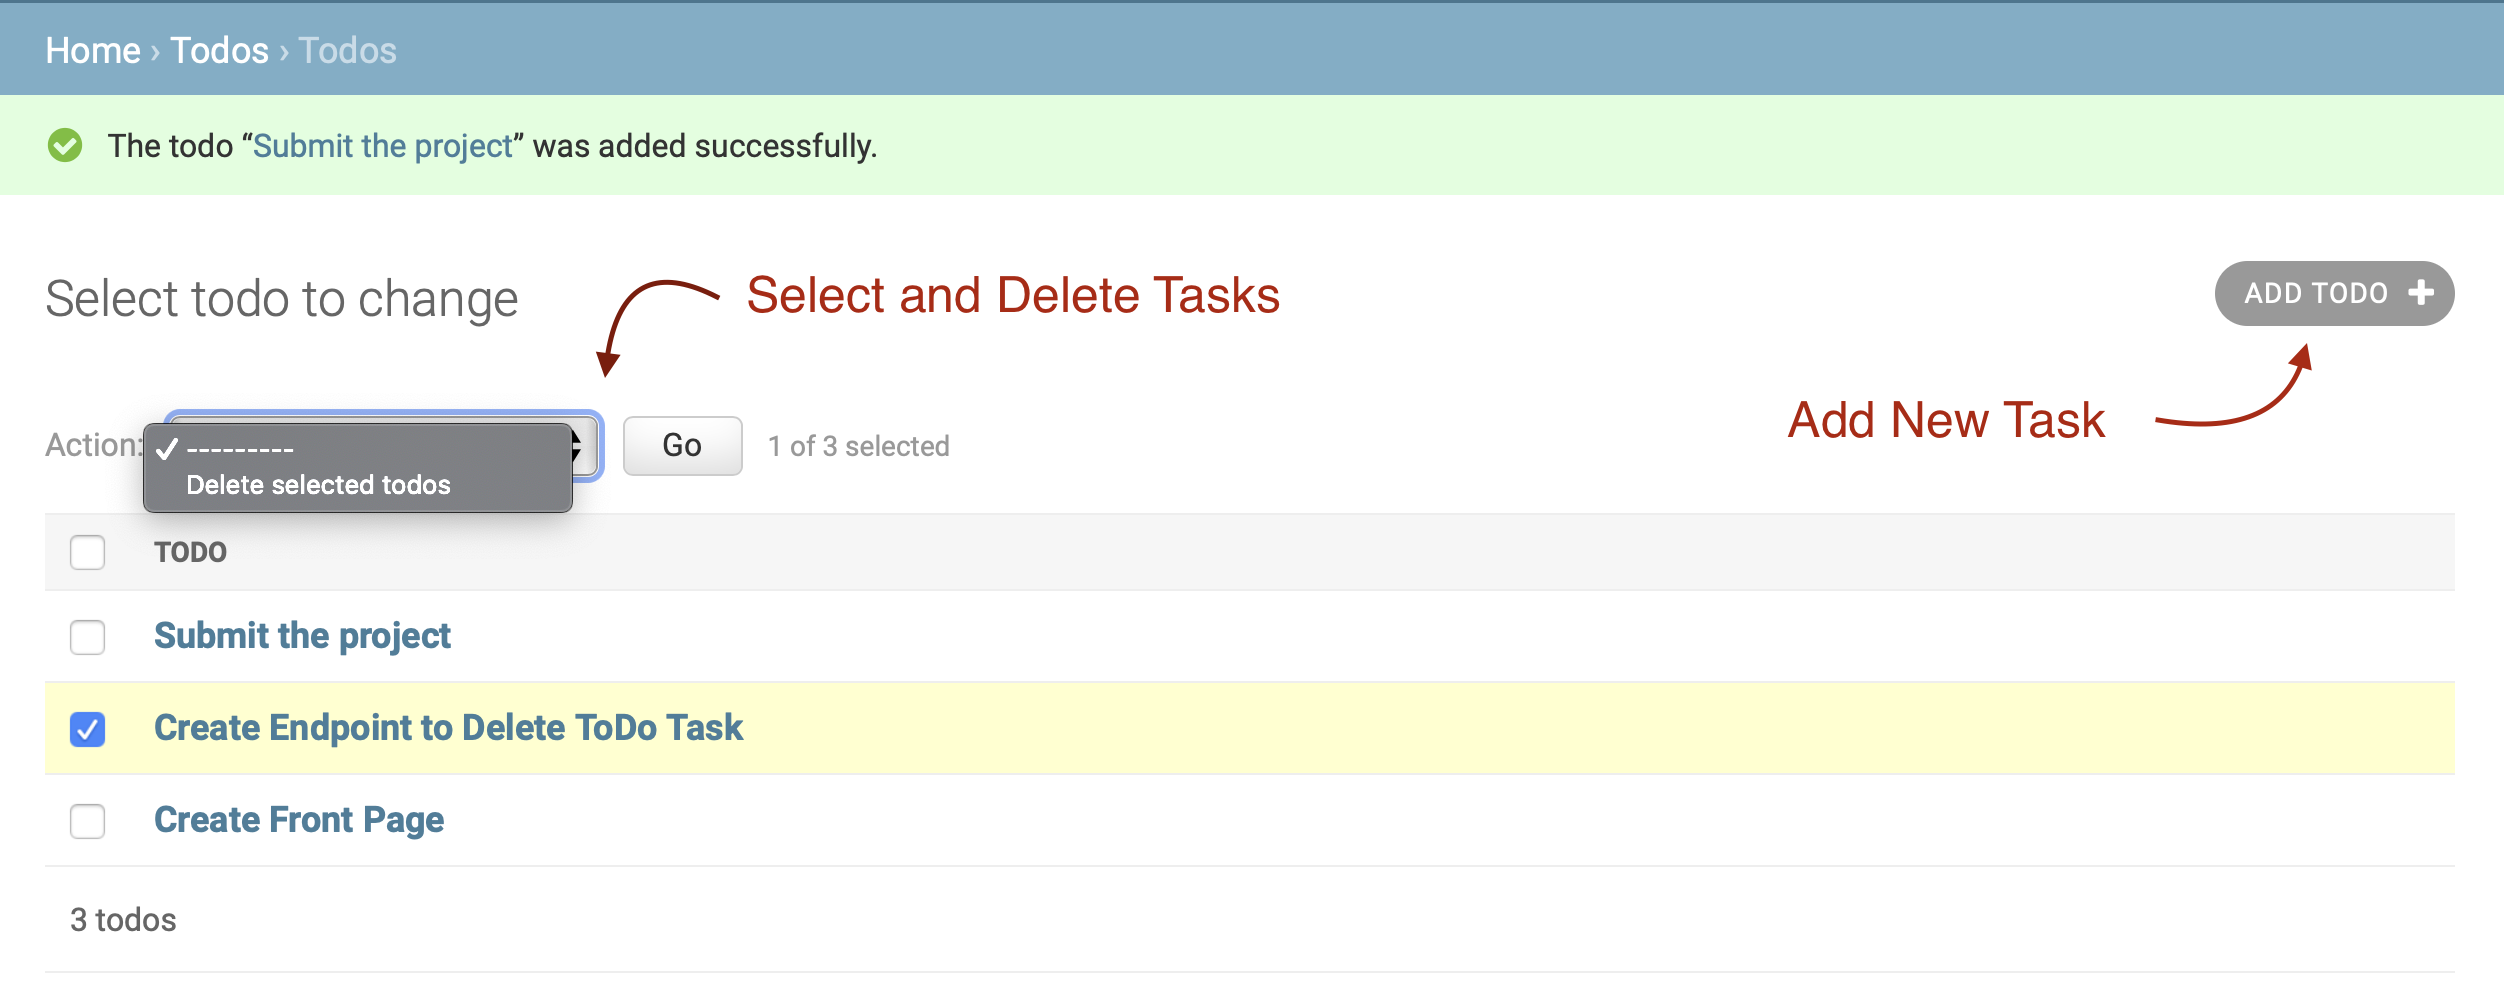 Home › Todos › Todos
The todo “Submit the project” was added successfully.
Select todo to change
Select and Delete Tasks
ADD TODO +
Add New Task
Action:
---------
Delete selected todos
Go
1 of 3 selected
TODO
Submit the project
Create Endpoint to Delete ToDo Task
Create Front Page
3 todos